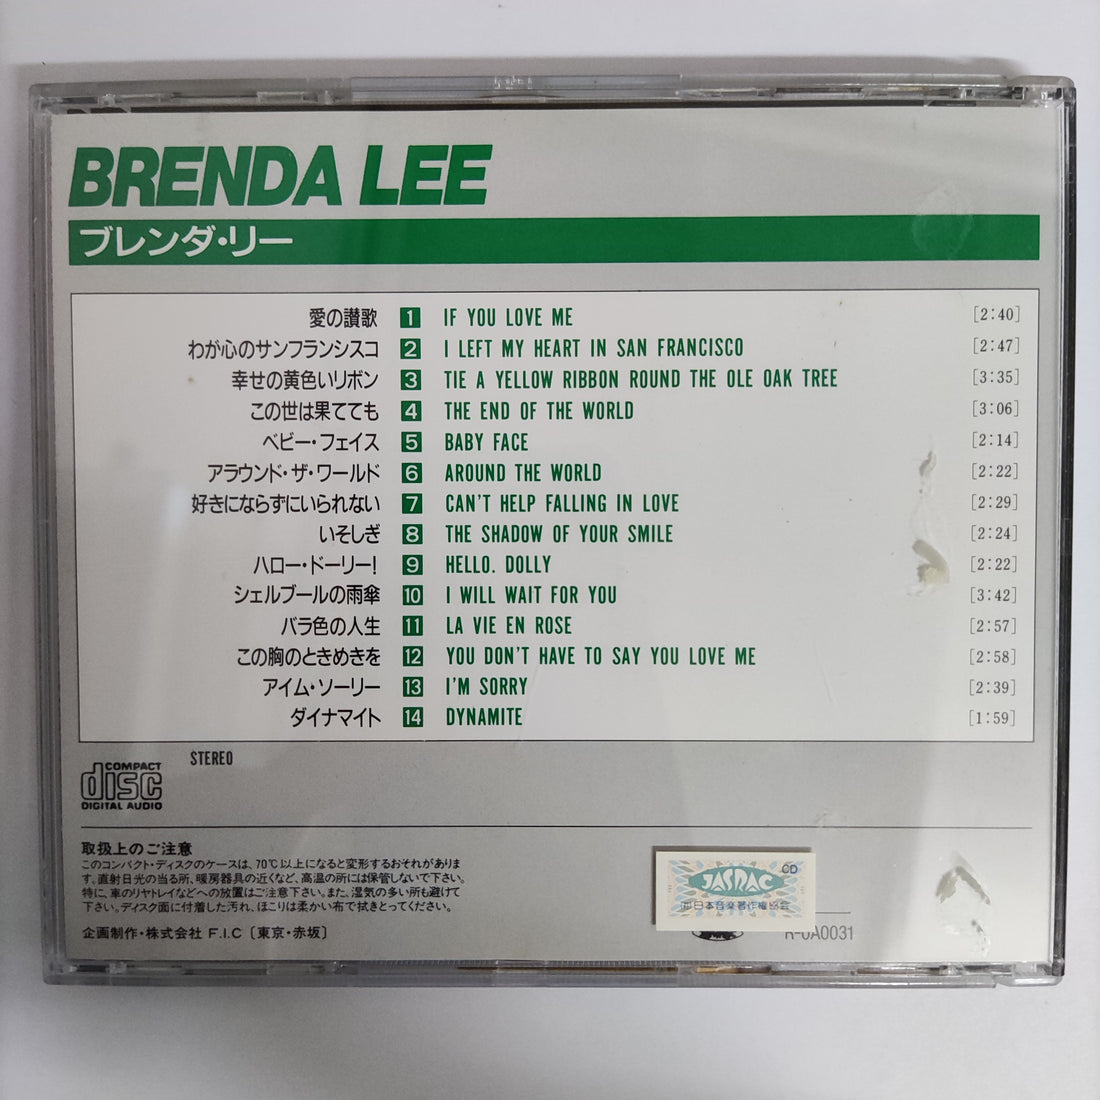 BRENDA LEE
ブレンダ・リー
愛の讃歌 1 IF YOU LOVE ME [2:40]
わが心のサンフランシスコ 2 I LEFT MY HEART IN SAN FRANCISCO [2:47]
幸せの黄色いリボン 3 TIE A YELLOW RIBBON ROUND THE OLE OAK TREE [3:35]
この世は果てても 4 THE END OF THE WORLD [3:06]
ベビー・フェイス 5 BABY FACE [2:14]
アラウンド・ザ・ワールド 6 AROUND THE WORLD [2:22]
好きにならずにいられない 7 CAN'T HELP FALLING IN LOVE [2:29]
いそしぎ 8 THE SHADOW OF YOUR SMILE [2:24]
ハロー・ドーリー! 9 HELLO. DOLLY [2:22]
シェルブールの雨傘 10 I WILL WAIT FOR YOU [3:42]
バラ色の人生 11 LA VIE EN ROSE [2:57]
この胸のときめきを 12 YOU DON'T HAVE TO SAY YOU LOVE ME [2:58]
アイム・ソーリー 13 I'M SORRY [2:39]
ダイナマイト 14 DYNAMITE [1:59]
STEREO
COMPACT
disc
DIGITAL AUDIO
取扱上のご注意
このコンパクト・ディスクのケースは、70℃以上になると変形するおそれがありま
す。直射日光の当る所、暖房器具の近くなど、高温の所には保管しないで下さい。
特に、車のリヤトレイなどへの放置はご注意下さい。また、湿気の多い所も避けて
下さい。ディスク面に付着した汚れ、ほこりは柔かい布で拭きとってください。
企画制作・株式会社 F.I.C〔東京・赤坂〕
CD
JASRAC
日本音楽著作権協会
R-0A0031